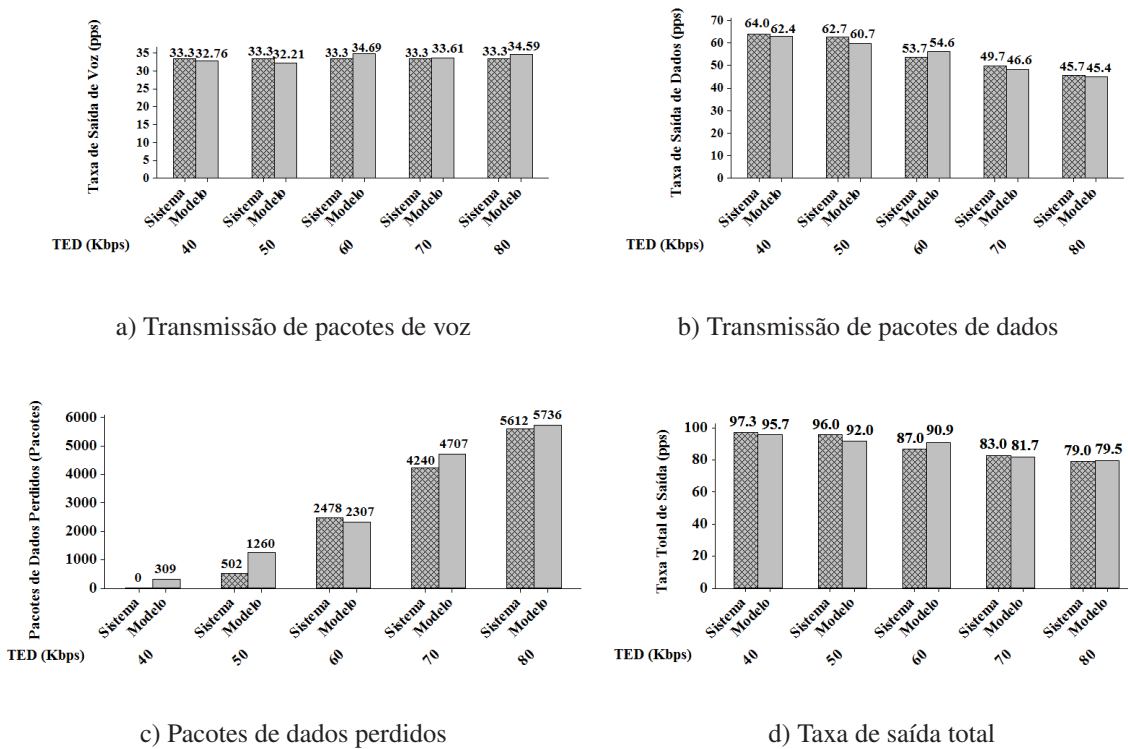 Taxa de Saída de Voz (pps)
35
30
25
20
15
10
5
0
33.3 32.76 33.3 32.21 33.3 34.69 33.3 33.61 33.3 34.59
Sistema Modelo Sistema Modelo Sistema Modelo Sistema Modelo Sistema Modelo
TED (Kbps) 40 50 60 70 80
a) Transmissão de pacotes de voz
Taxa de Saída de Dados (pps)
70
60
50
40
30
20
10
0
64.0 62.4 62.7 60.7 53.7 54.6 49.7 46.6 45.7 45.4
Sistema Modelo Sistema Modelo Sistema Modelo Sistema Modelo Sistema Modelo
TED (Kbps) 40 50 60 70 80
b) Transmissão de pacotes de dados
Pacotes de Dados Perdidos (Pacotes)
6000
5000
4000
3000
2000
1000
0
0 309 502 1260 2478 2307 4240 4707 5612 5736
Sistema Modelo Sistema Modelo Sistema Modelo Sistema Modelo Sistema Modelo
TED (Kbps) 40 50 60 70 80
c) Pacotes de dados perdidos
Taxa Total de Saída (pps)
100
80
60
40
20
0
97.3 95.7 96.0 92.0 87.0 90.9 83.0 81.7 79.0 79.5
Sistema Modelo Sistema Modelo Sistema Modelo Sistema Modelo Sistema Modelo
TED (Kbps) 40 50 60 70 80
d) Taxa de saída total